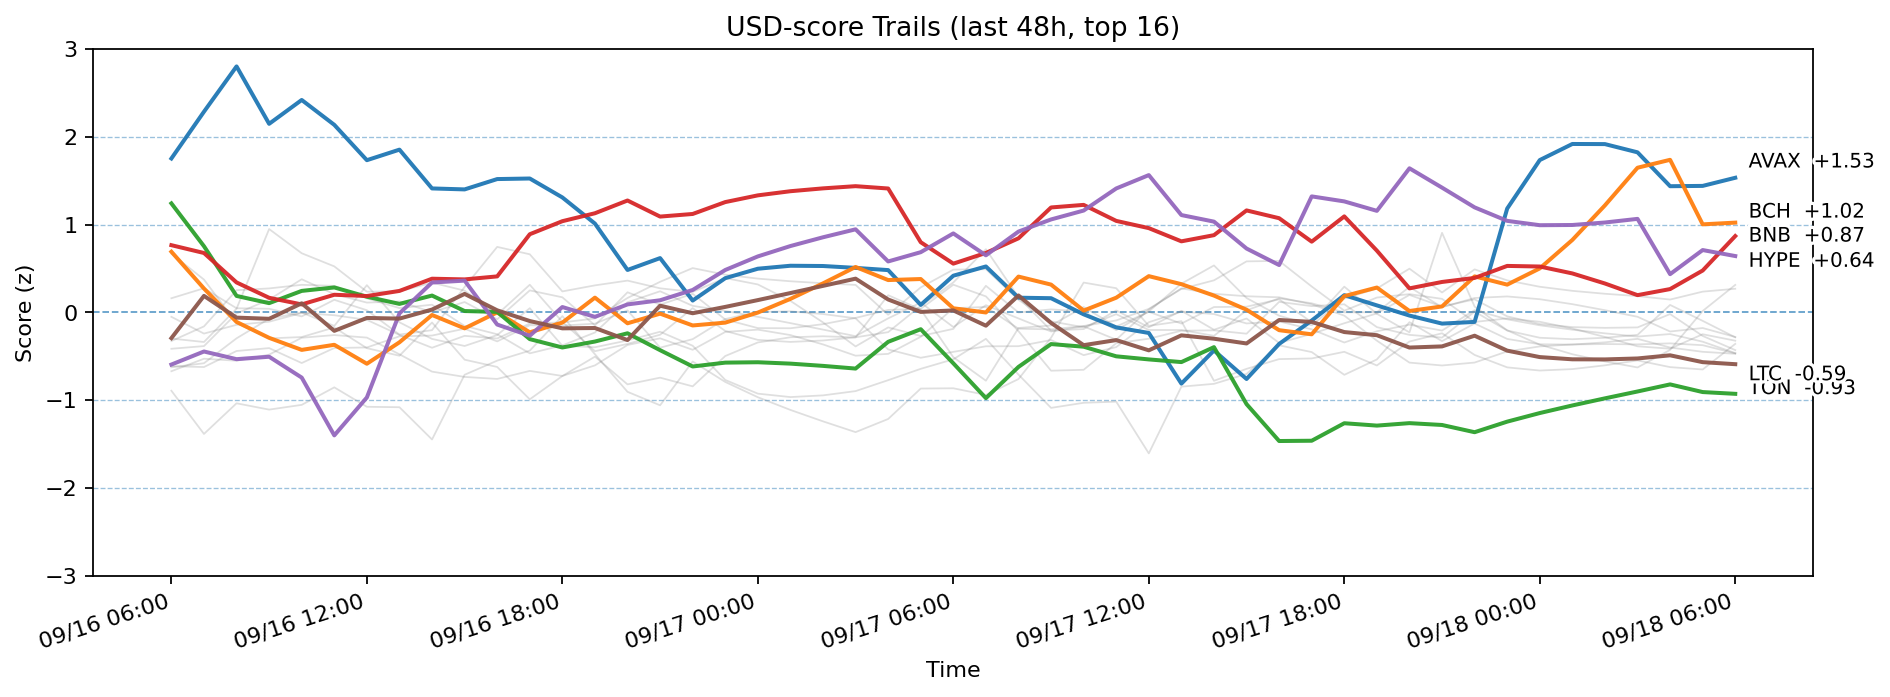 USD-score Trails (last 48h, top 16)
Score (z)
3
2
1
0
−1
−2
−3
AVAX +1.53
BCH +1.02
BNB +0.87
HYPE +0.64
LTC -0.59
TON -0.93
09/16 06:00
09/16 12:00
09/16 18:00
09/17 00:00
09/17 06:00
09/17 12:00
09/17 18:00
09/18 00:00
09/18 06:00
Time